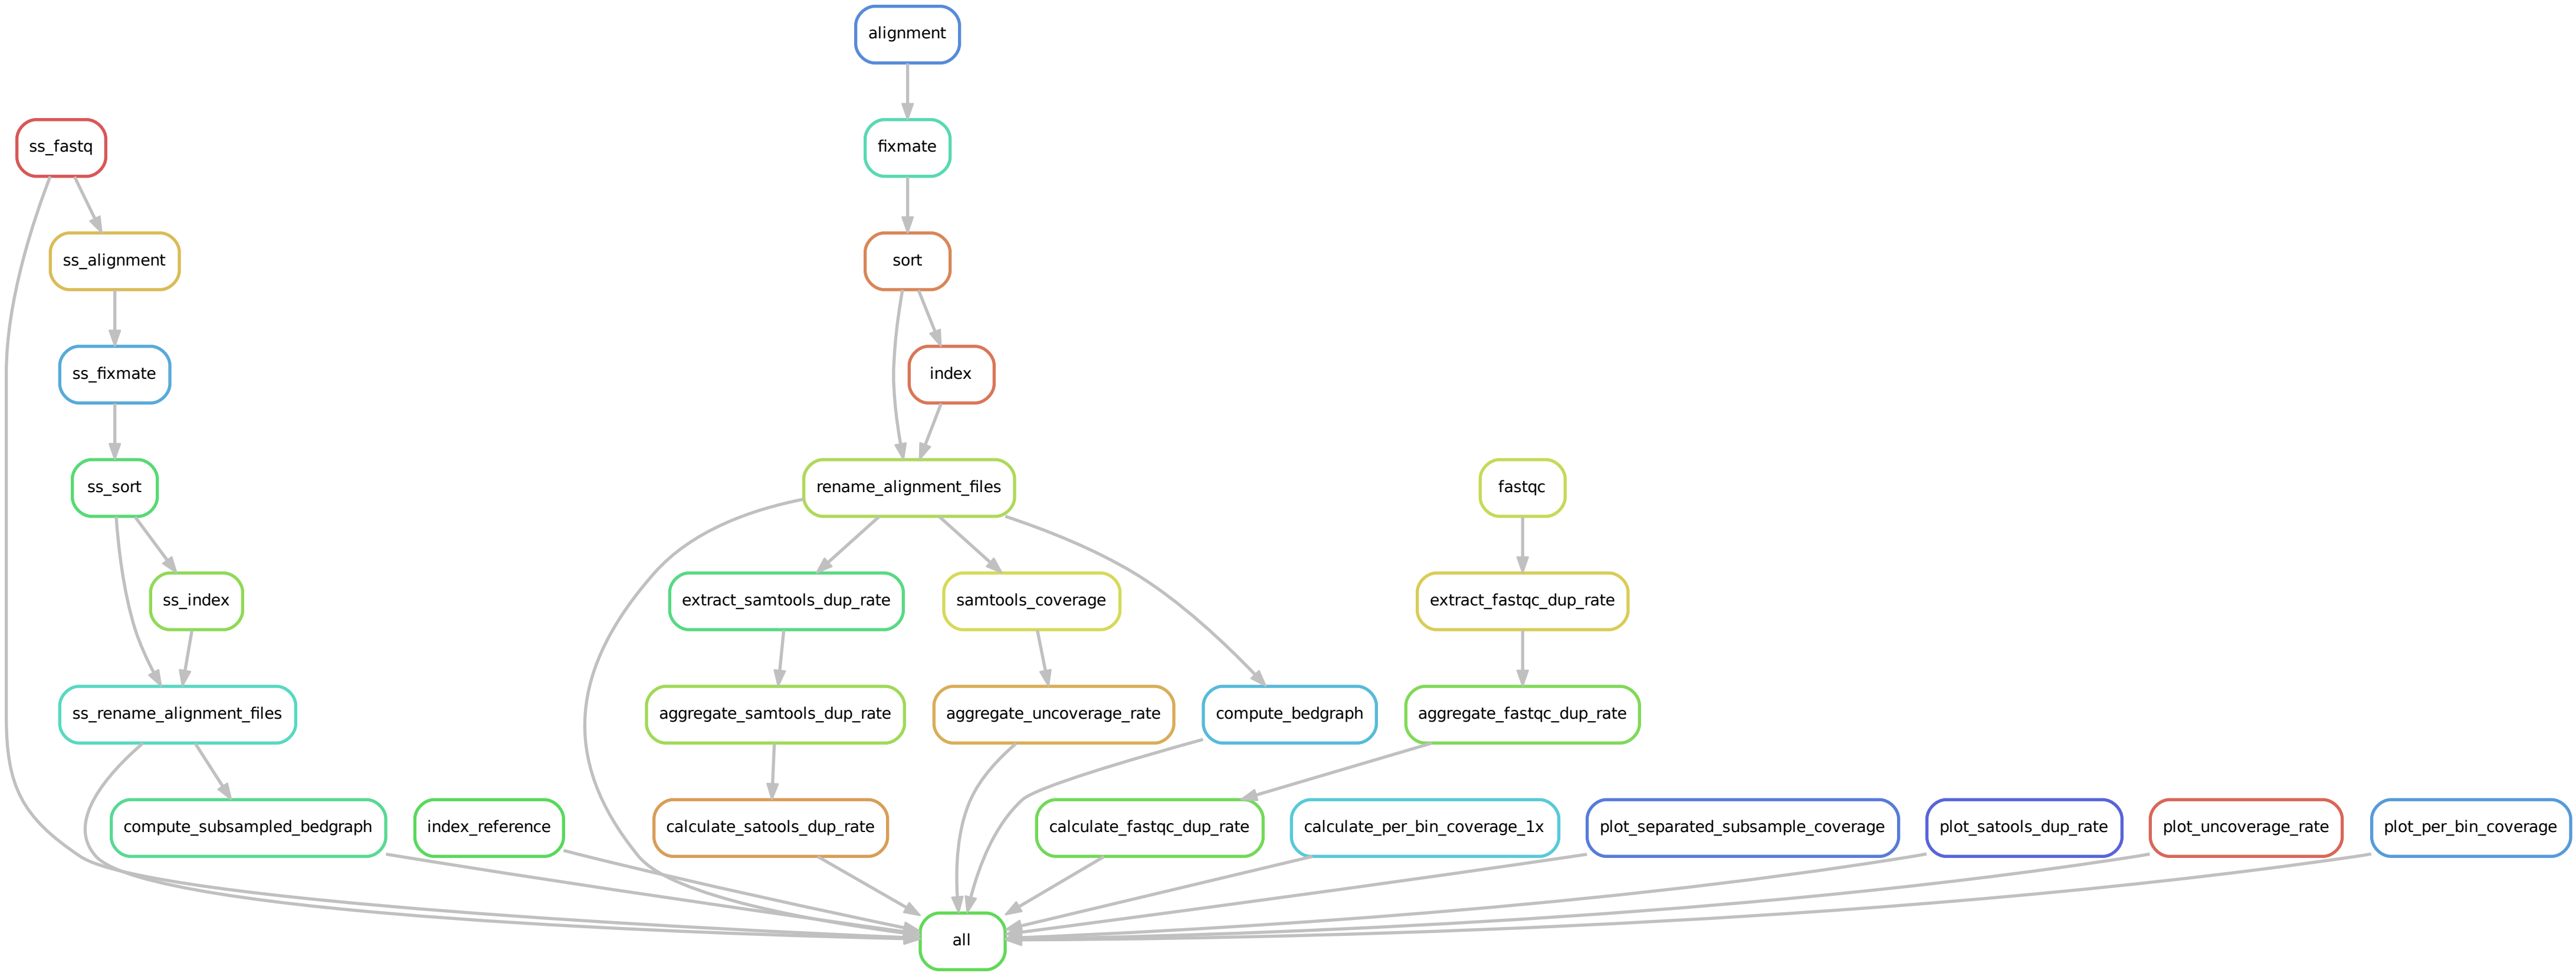 alignment
ss_fastq
fixmate
ss_alignment
sort
ss_fixmate
index
ss_sort
rename_alignment_files
fastqc
ss_index
extract_samtools_dup_rate
samtools_coverage
extract_fastqc_dup_rate
ss_rename_alignment_files
aggregate_samtools_dup_rate
aggregate_uncoverage_rate
compute_bedgraph
aggregate_fastqc_dup_rate
compute_subsampled_bedgraph
index_reference
calculate_satools_dup_rate
calculate_fastqc_dup_rate
calculate_per_bin_coverage_1x
plot_separated_subsample_coverage
plot_satools_dup_rate
plot_uncoverage_rate
plot_per_bin_coverage
all